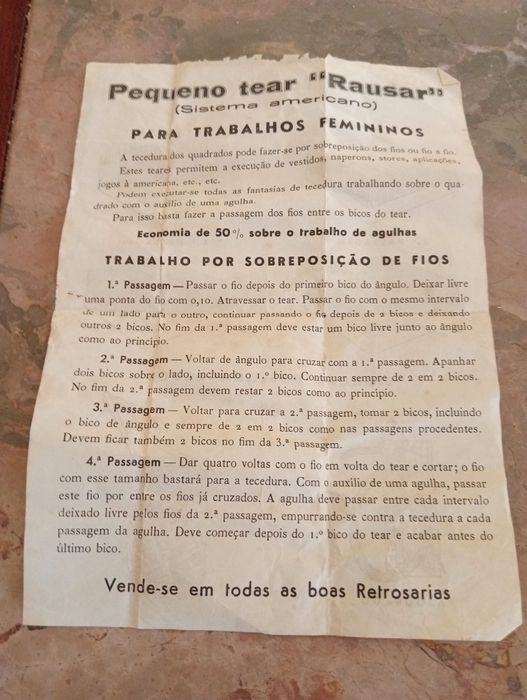 Pequeno tear "Rausar"
(Sistema americano)
PARA TRABALHOS FEMININOS
A tecedura dos quadrados pode fazer-se por sobreposição dos fios ou fio a fio.
Estes teares permitem a execução de vestidos, naperons, stores, aplicações,
jogos à americana, etc., etc.
Podem executar-se todas as fantasias de tecedura trabalhando sobre o qua-
drado com o auxílio de uma agulha.
Para isso basta fazer a passagem dos fios entre os bicos do tear.
Economia de 50% sobre o trabalho de agulhas
TRABALHO POR SOBREPOSIÇÃO DE FIOS
1.ª Passagem — Passar o fio depois do primeiro bico do ângulo. Deixar livre
uma ponta do fio com 0,10. Atravessar o tear. Passar o fio com o mesmo intervalo
de um lado para o outro, continuar passando o fio depois de 2 bicos e deixando
outros 2 bicos. No fim da 1.ª passagem deve estar um bico livre junto ao ângulo
como ao princípio.
2.ª Passagem — Voltar de ângulo para cruzar com a 1.ª passagem. Apanhar
dois bicos sobre o lado, incluindo o 1.º bico. Continuar sempre de 2 em 2 bicos.
No fim da 2.ª passagem devem restar 2 bicos como ao princípio.
3.ª Passagem — Voltar para cruzar a 2.ª passagem, tomar 2 bicos, incluindo
o bico de ângulo e sempre de 2 em 2 bicos como nas passagens procedentes.
Devem ficar também 2 bicos no fim da 3.ª passagem.
4.ª Passagem — Dar quatro voltas com o fio em volta do tear e cortar; o fio
com esse tamanho bastará para a tecedura. Com o auxílio de uma agulha, passar
este fio por entre os fios já cruzados. A agulha deve passar entre cada intervalo
deixado livre pelos fios da 2.ª passagem, empurrando-se contra a tecedura a cada
passagem da agulha. Deve começar depois do 1.º bico do tear e acabar antes do
último bico.
Vende-se em todas as boas Retrosarias